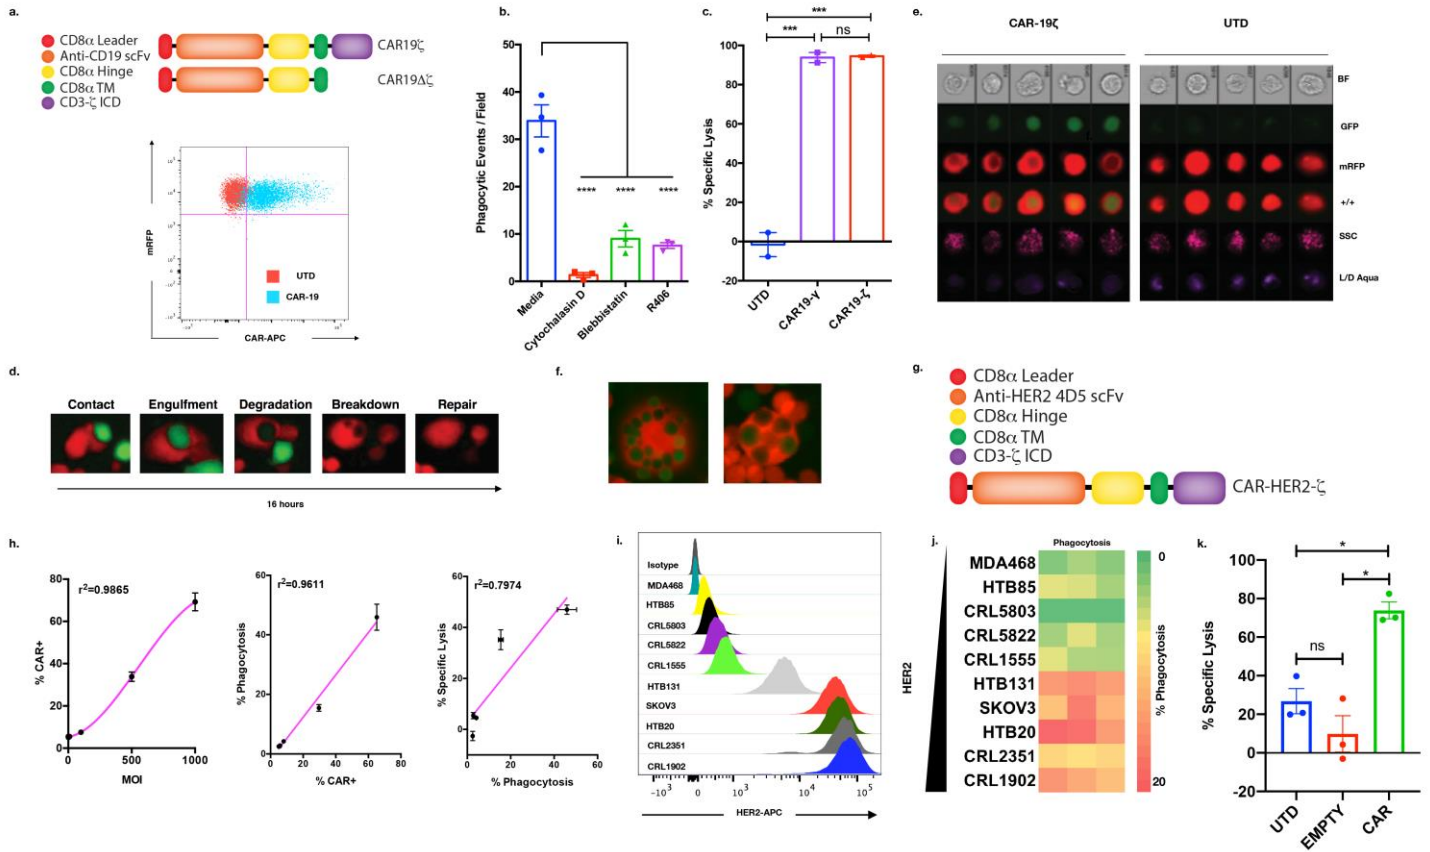 a.
CD8α Leader
Anti-CD19 scFv
CD8α Hinge
CD8α TM
CD3-ζ ICD
CAR19ζ
CAR19Δζ
mRFP
UTD
CAR-19
CAR-APC
b.
Phagocytic Events / Field
50
40
30
20
10
0
****
****
****
Media
Cytochalasin D
Blebbistatin
R406
c.
% Specific Lysis
100
80
60
40
20
0
-20
***
***
ns
UTD
CAR19-γ
CAR19-ζ
e.
CAR-19ζ
UTD
BF
GFP
mRFP
+/+
SSC
L/D Aqua
d.
Contact
Engulfment
Degradation
Breakdown
Repair
16 hours
f.
g.
CD8α Leader
Anti-HER2 4D5 scFv
CD8α Hinge
CD8α TM
CD3-ζ ICD
CAR-HER2-ζ
h.
r²=0.9865
% CAR+
80
60
40
20
0
0
500
1000
MOI
r²=0.9611
% Phagocytosis
60
40
20
0
0
20
40
60
80
% CAR+
r²=0.7974
% Specific Lysis
60
40
20
0
0
20
40
60
% Phagocytosis
i.
Isotype
MDA468
HTB85
CRL5803
CRL5822
CRL1555
HTB131
SKOV3
HTB20
CRL2351
CRL1902
-10³
0
10³
10⁴
10⁵
HER2-APC
j.
Phagocytosis
HER2
MDA468
HTB85
CRL5803
CRL5822
CRL1555
HTB131
SKOV3
HTB20
CRL2351
CRL1902
0
20
% Phagocytosis
k.
% Specific Lysis
100
80
60
40
20
0
-20
*
*
ns
UTD
EMPTY
CAR